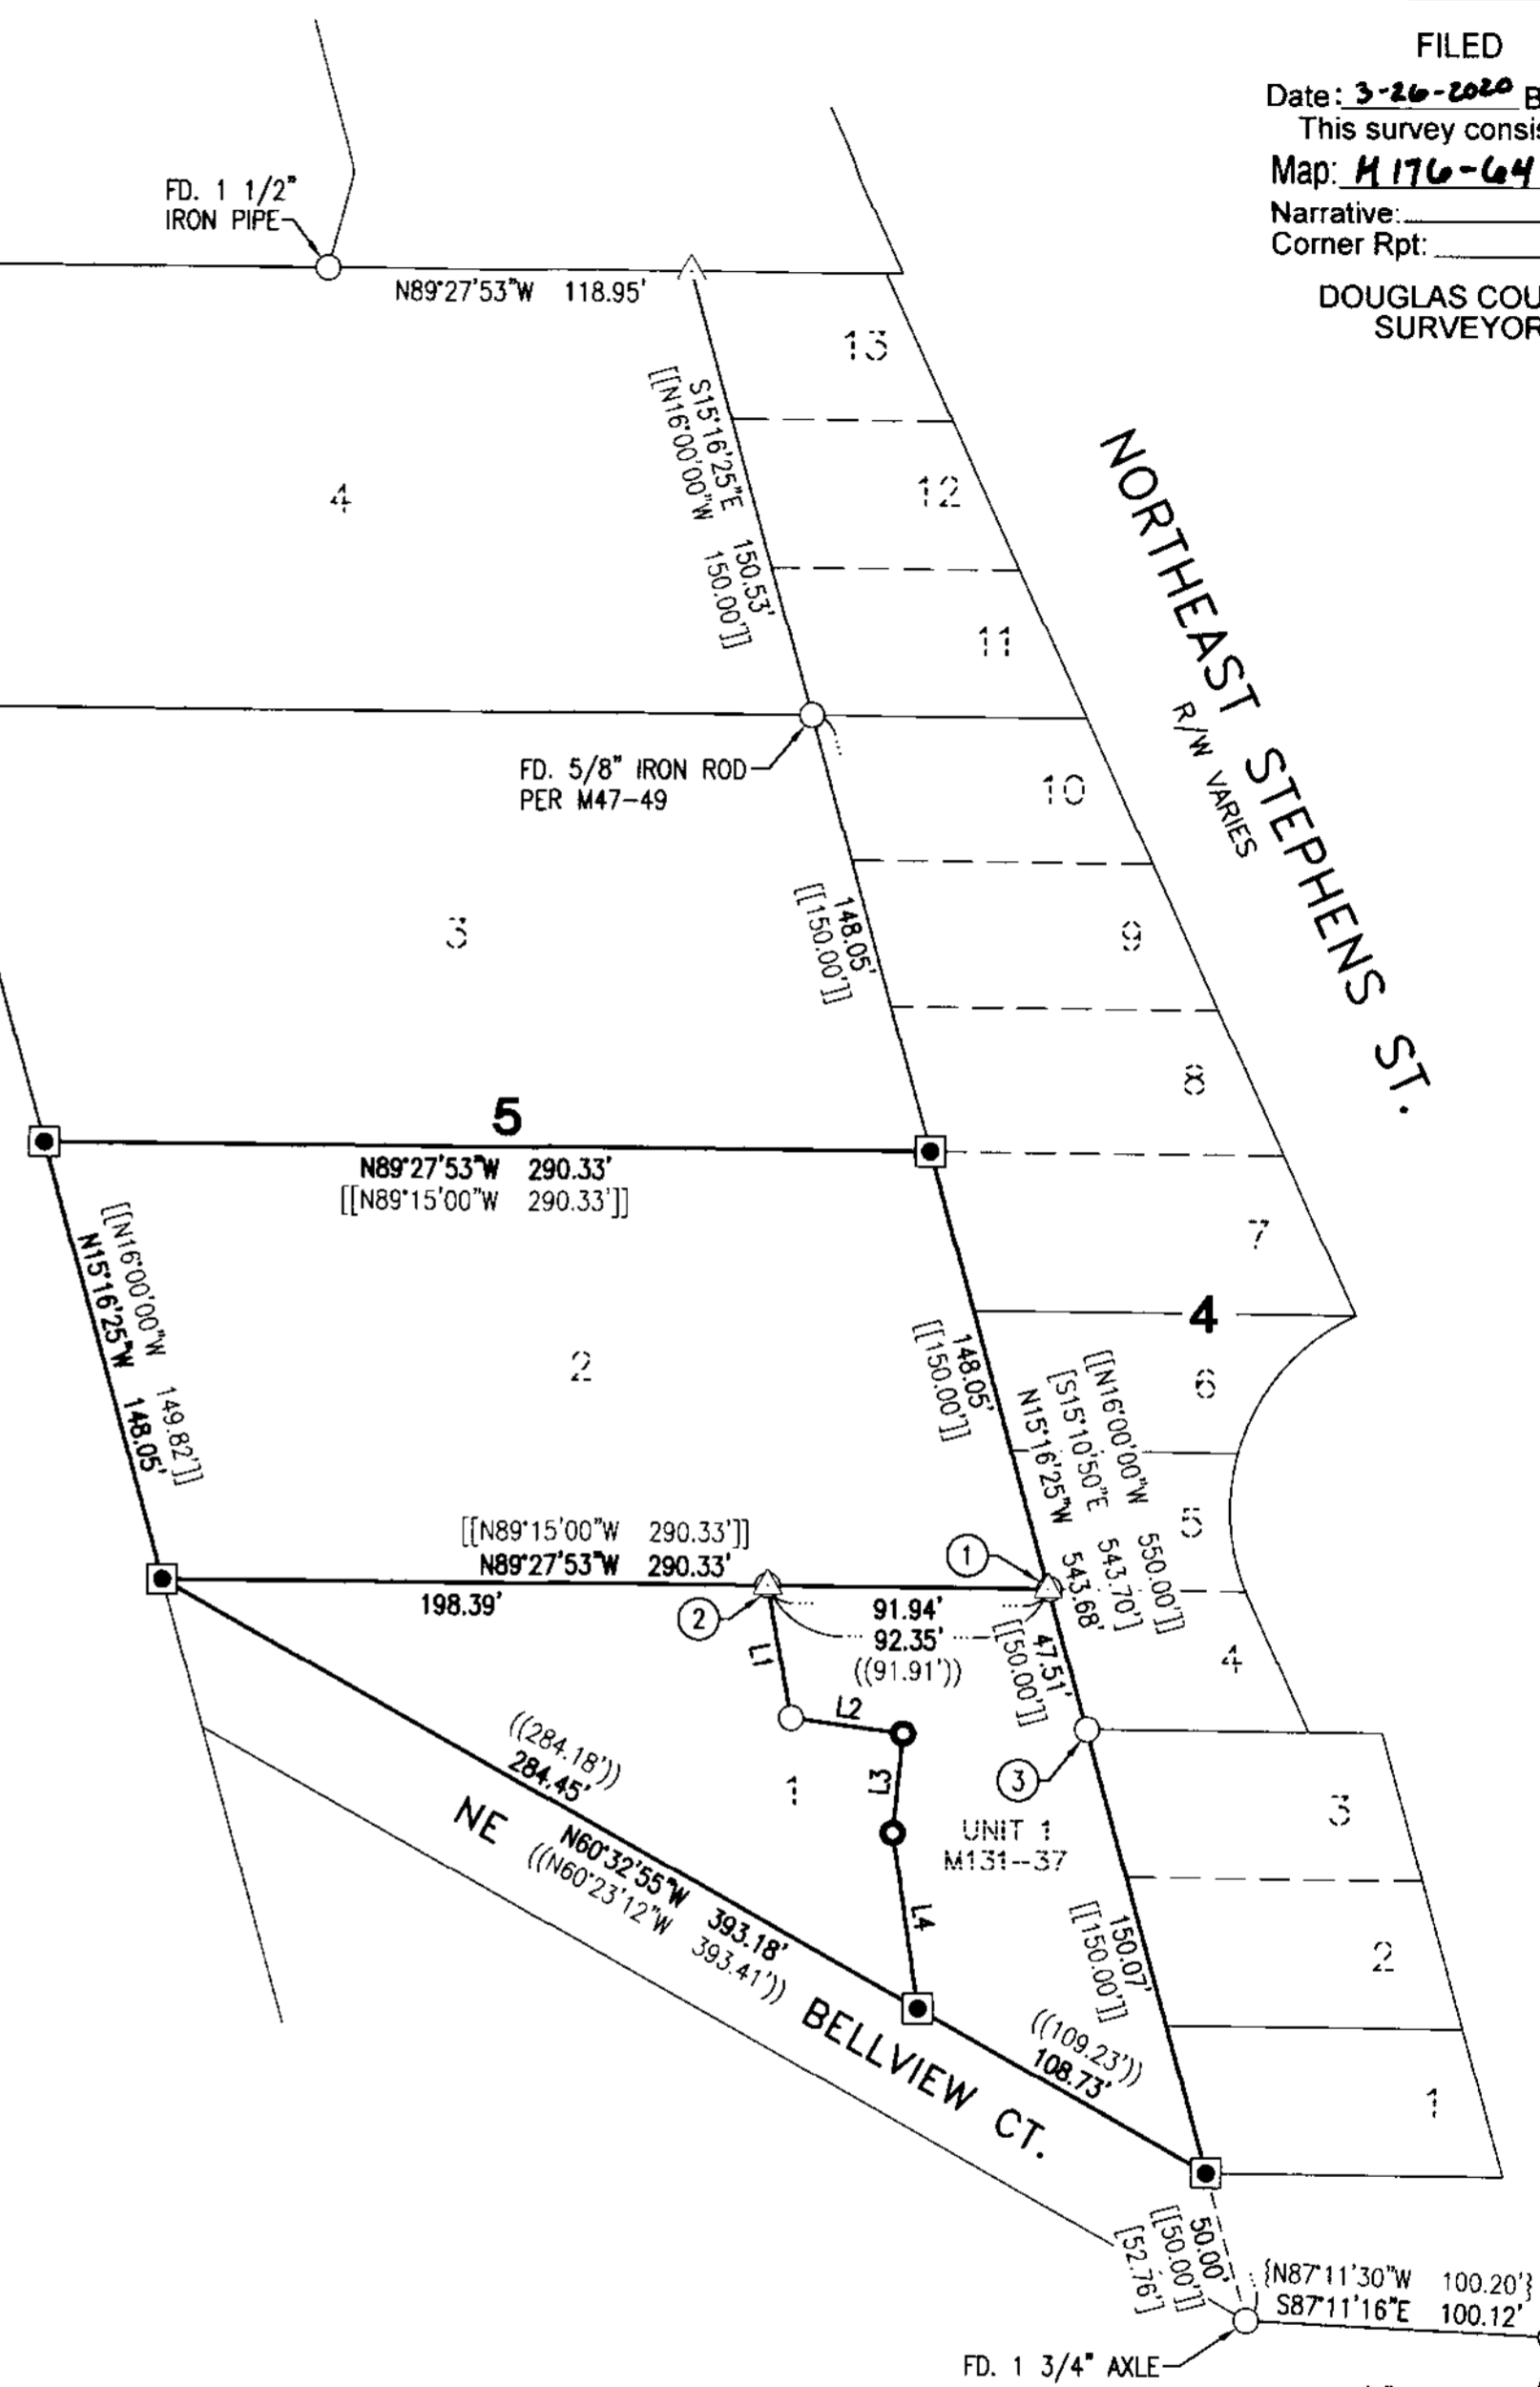 FILED
Date: 3-26-2020 B
This survey consis
Map: M 176-64
Narrative:
Corner Rpt:
DOUGLAS COU
SURVEYOR
FD. 1 1/2"
IRON PIPE
N89°27'53"W 118.95'
13
S15°16'25"E 150.53'
[[N16°00'00"W 150.00']]
4
12
11
NORTHEAST STEPHENS ST.
R/W VARIES
FD. 5/8" IRON ROD
PER M47-49
10
3
148.05'
[[150.00']]
9
8
5
N89°27'53"W 290.33'
[[N89°15'00"W 290.33']]
7
4
[[N16°00'00"W 149.82']]
N15°16'25"W 148.05'
2
148.05'
[[150.00']]
6
[[N16°00'00"W 550.00']]
[S15°10'50"E 543.70']
N15°16'25"W 543.68'
5
[[N89°15'00"W 290.33']]
N89°27'53"W 290.33'
1
198.39'
2
91.94'
92.35'
((91.91'))
47.51'
[[50.00']]
4
L1
L2
((284.18'))
284.45'
1
L3
3
UNIT 1
M131--37
3
NE BELLVIEW CT.
N60°32'55"W 393.18'
((N60°23'12"W 393.41'))
L4
150.07'
[[150.00']]
2
((109.23'))
108.73'
1
50.00'
[[50.00']]
[52.76']
{N87°11'30"W 100.20'}
S87°11'16"E 100.12'
FD. 1 3/4" AXLE